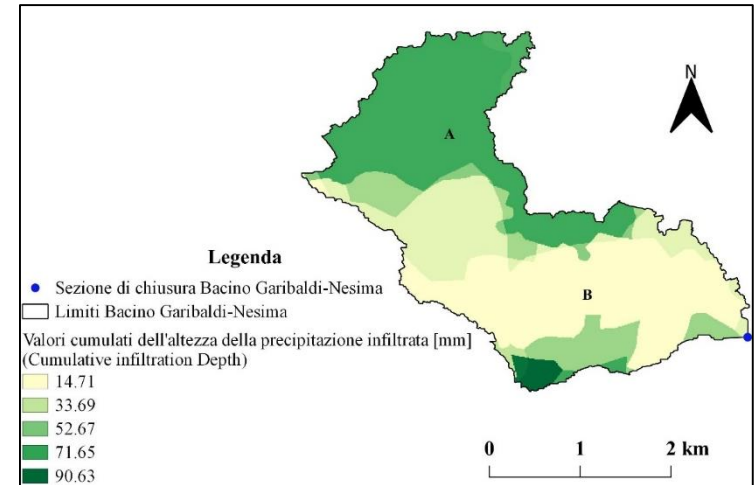 N
A
B
Legenda
Sezione di chiusura Bacino Garibaldi-Nesima
Limiti Bacino Garibaldi-Nesima
Valori cumulati dell'altezza della precipitazione infiltrata [mm]
(Cumulative infiltration Depth)
14.71
33.69
52.67
71.65
90.63
0 1 2 km